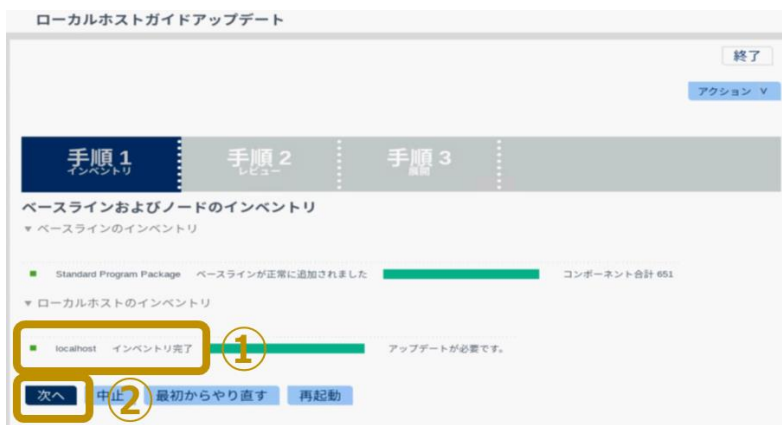 ローカルホストガイドアップデート
終了
アクション ∨
手順 1 手順 2 手順 3
インベントリ レビュー 展開
ベースラインおよびノードのインベントリ
▼ ベースラインのインベントリ
Standard Program Package ベースラインが正常に追加されました コンポーネント合計 651
▼ ローカルホストのインベントリ
localhost インベントリ完了 ① アップデートが必要です。
次へ ② 中止 最初からやり直す 再起動